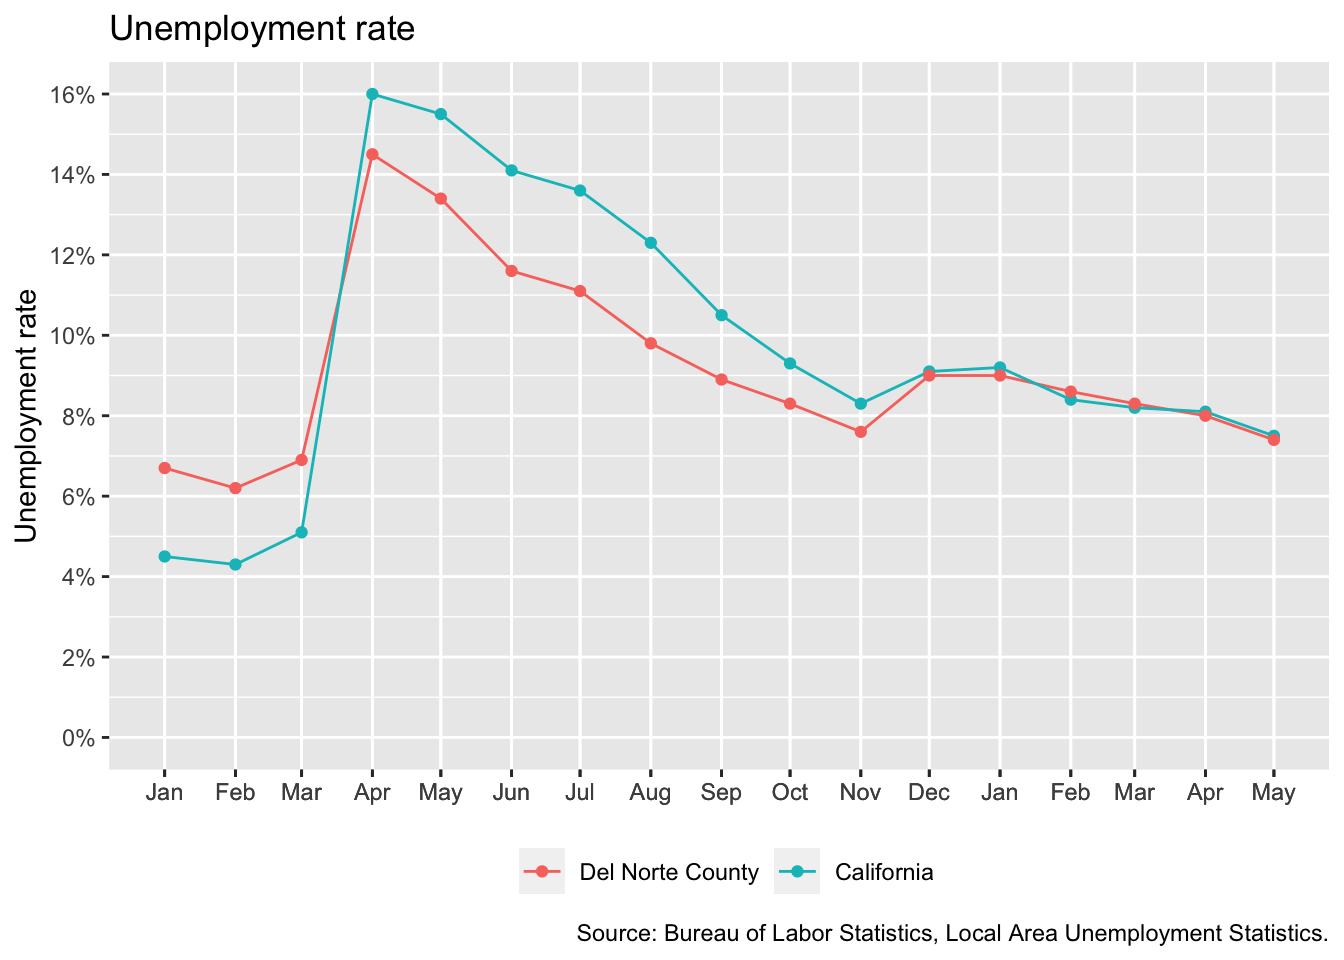 Unemployment rate
16%
14%
12%
10%
8%
6%
4%
2%
0%
Unemployment rate
Jan Feb Mar Apr May Jun Jul Aug Sep Oct Nov Dec Jan Feb Mar Apr May
Del Norte County California
Source: Bureau of Labor Statistics, Local Area Unemployment Statistics.